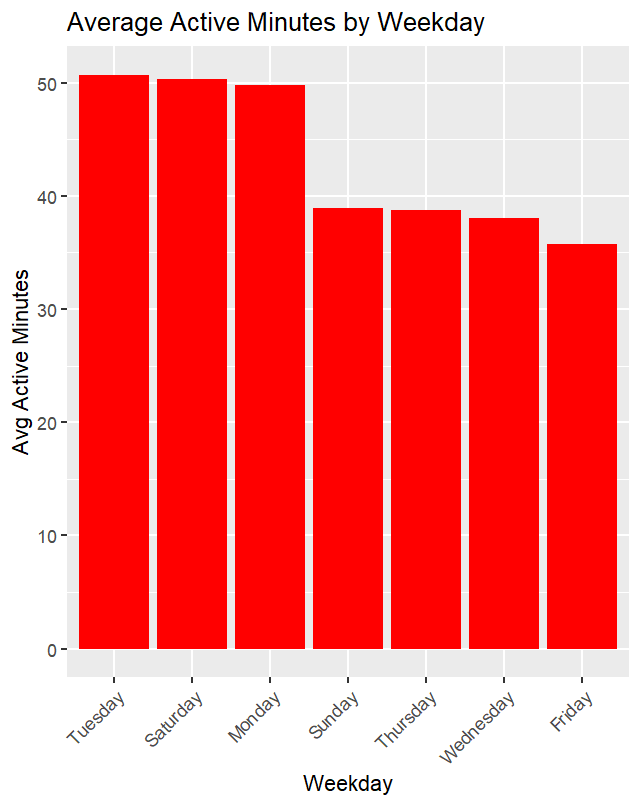 Average Active Minutes by Weekday
50
40
30
20
10
0
Avg Active Minutes
Tuesday
Saturday
Monday
Sunday
Thursday
Wednesday
Friday
Weekday